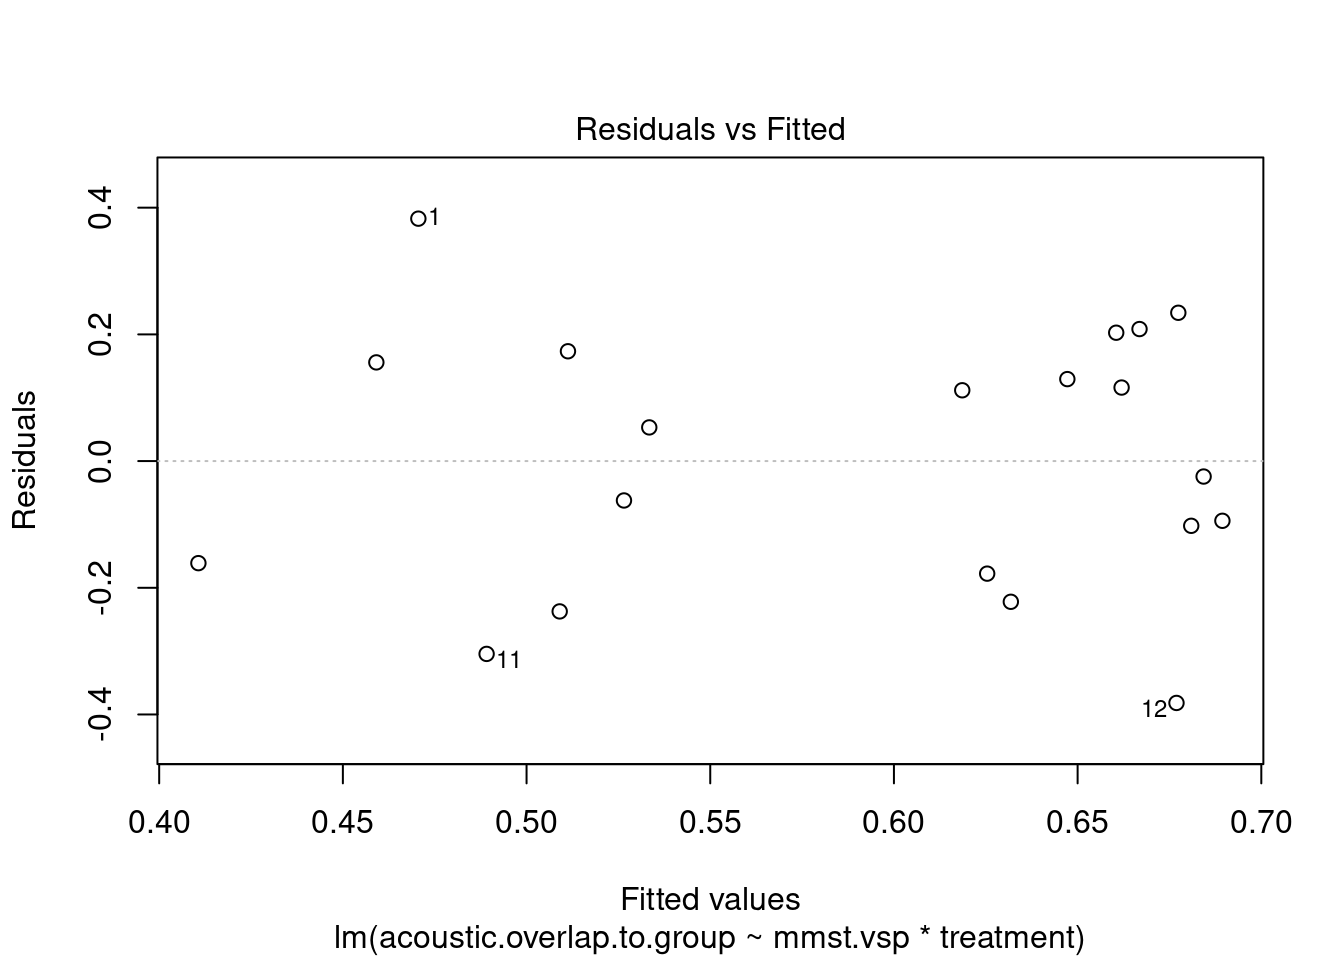 Residuals vs Fitted
0.4
0.2
0.0
-0.2
-0.4
Residuals
1
11
12
0.40 0.45 0.50 0.55 0.60 0.65 0.70
Fitted values
lm(acoustic.overlap.to.group ~ mmst.vsp * treatment)